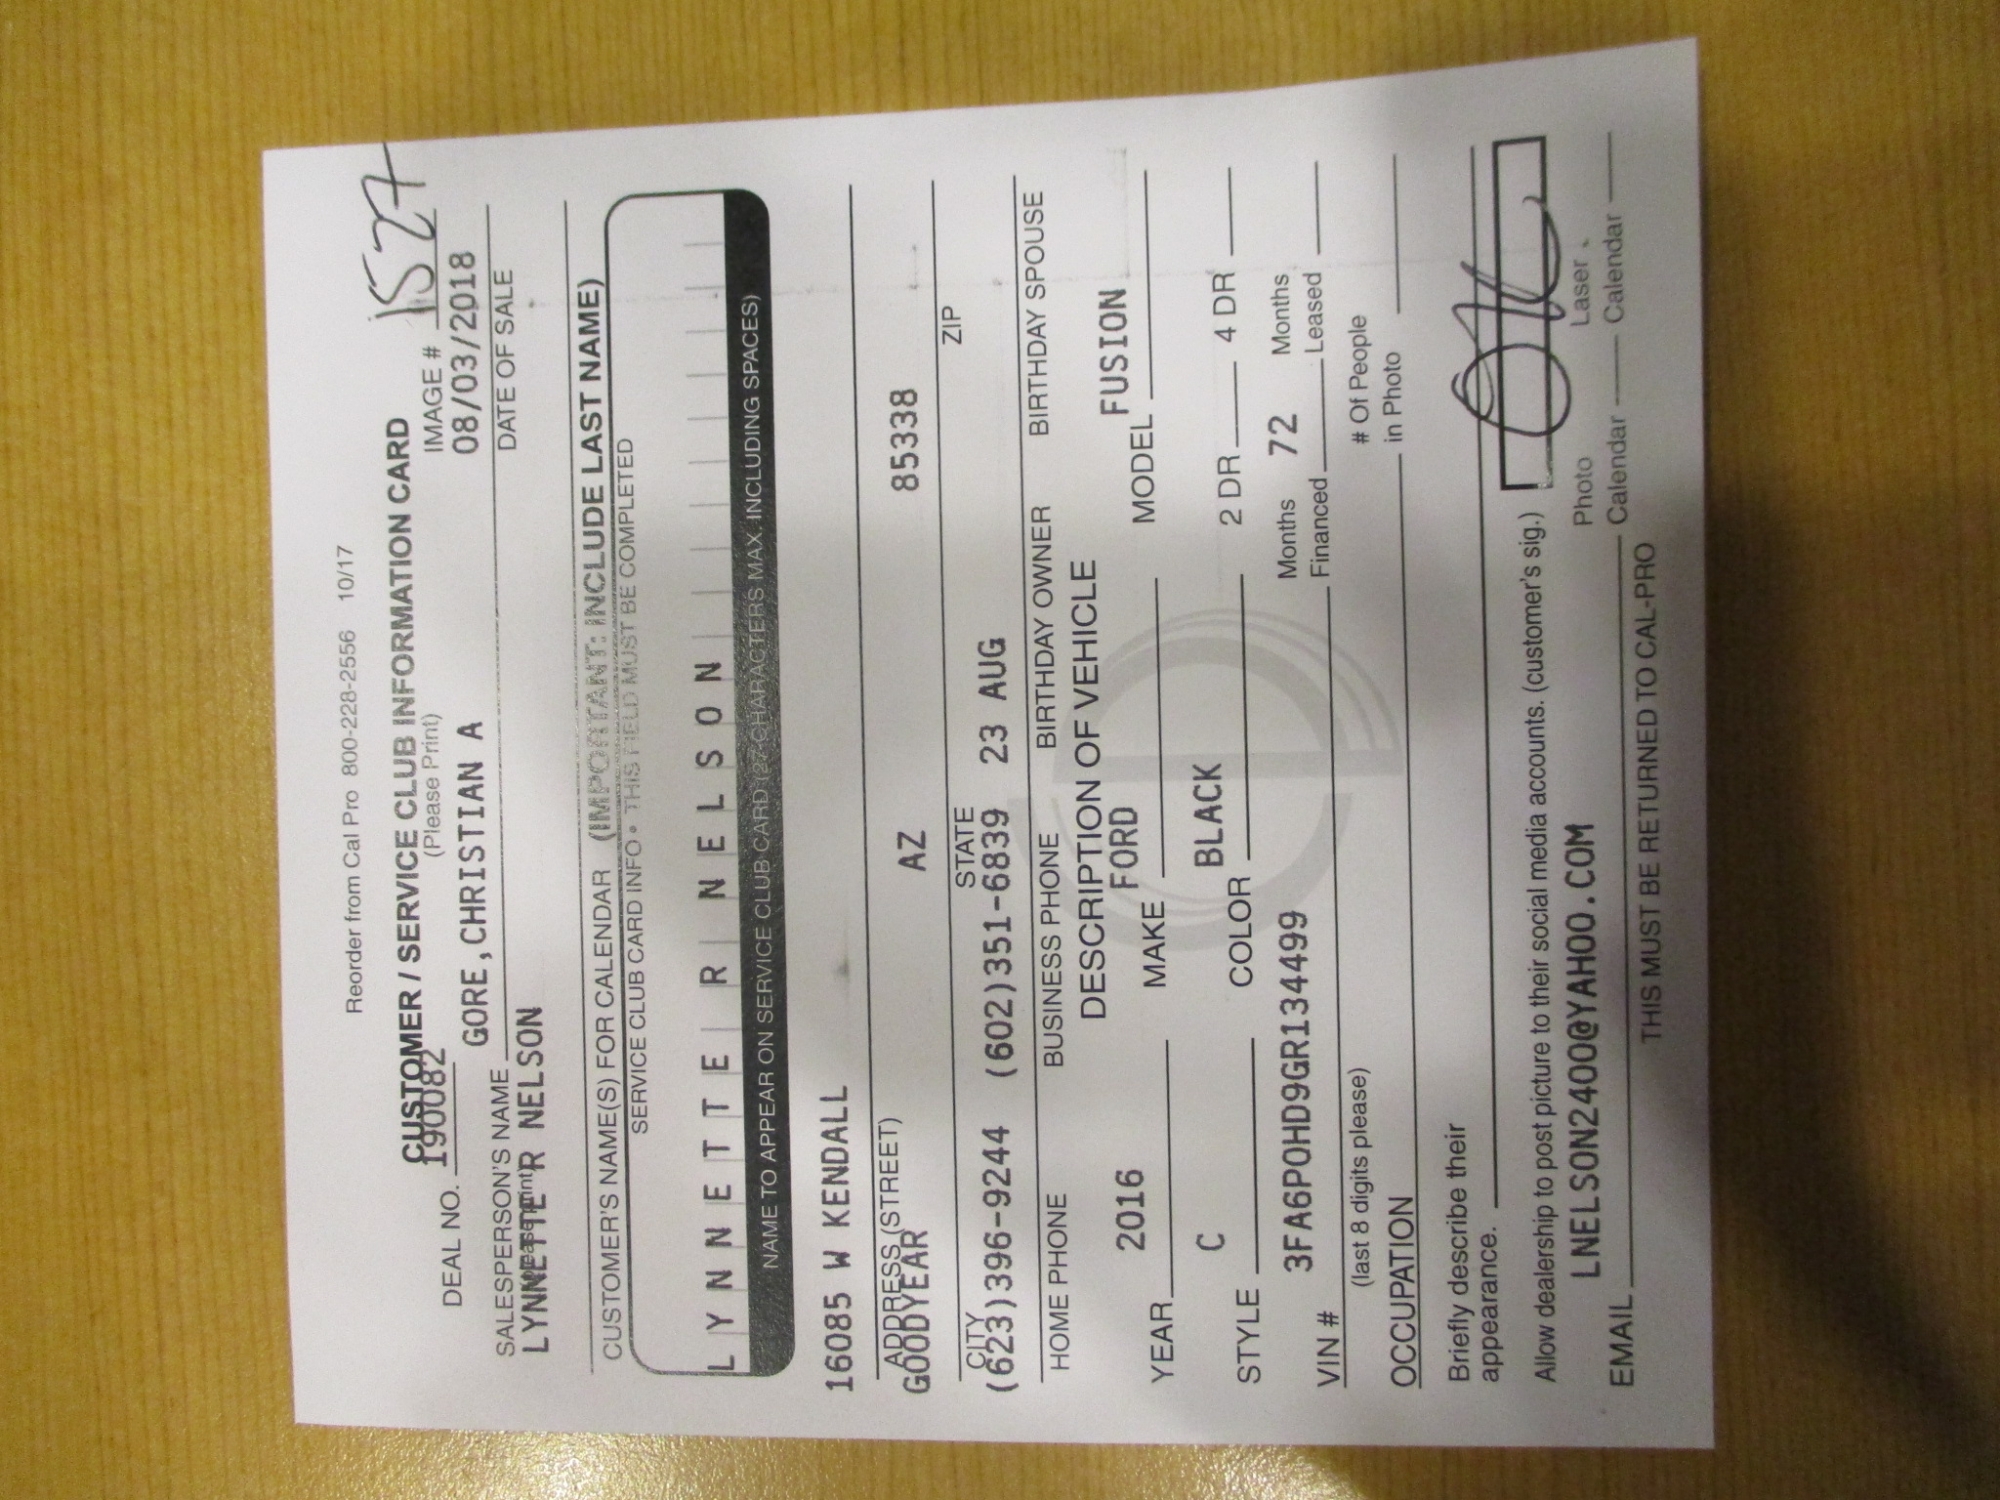 Reorder from Cal Pro 800-228-2556 10/17
CUSTOMER / SERVICE CLUB INFORMATION CARD
(Please Print)
DEAL NO. 190082 IMAGE # 1527
GORE,CHRISTIAN A 08/03/2018
SALESPERSON'S NAME DATE OF SALE
(Please Print)
LYNNETTE R NELSON
CUSTOMER'S NAME(S) FOR CALENDAR (IMPORTANT: INCLUDE LAST NAME)
SERVICE CLUB CARD INFO • THIS FIELD MUST BE COMPLETED
LYNNETTE R NELSON
NAME TO APPEAR ON SERVICE CLUB CARD (27 CHARACTERS MAX. INCLUDING SPACES)
16085 W KENDALL
ADDRESS (STREET)
GOODYEAR AZ 85338
CITY STATE ZIP
(623)396-9244 (602)351-6839 23 AUG
HOME PHONE BUSINESS PHONE BIRTHDAY OWNER BIRTHDAY SPOUSE
DESCRIPTION OF VEHICLE
2016 FORD FUSION
YEAR MAKE MODEL
C BLACK
STYLE COLOR 2 DR 4 DR
3FA6P0HD9GR134499 72
VIN # Months Financed Months Leased
(last 8 digits please)
OCCUPATION # Of People in Photo
Briefly describe their
appearance.
Allow dealership to post picture to their social media accounts. (customer's sig.)
LNELSON2400@YAHOO.COM Photo Laser
EMAIL Calendar Calendar
THIS MUST BE RETURNED TO CAL-PRO